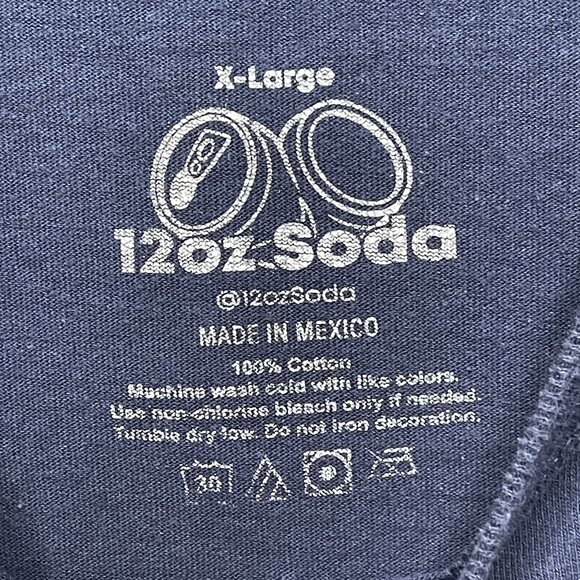 X-Large
12oz Soda
@12ozSoda
MADE IN MEXICO
100% Cotton
Machine wash cold with like colors.
Use non-chlorine bleach only if needed.
Tumble dry low. Do not iron decoration.
30